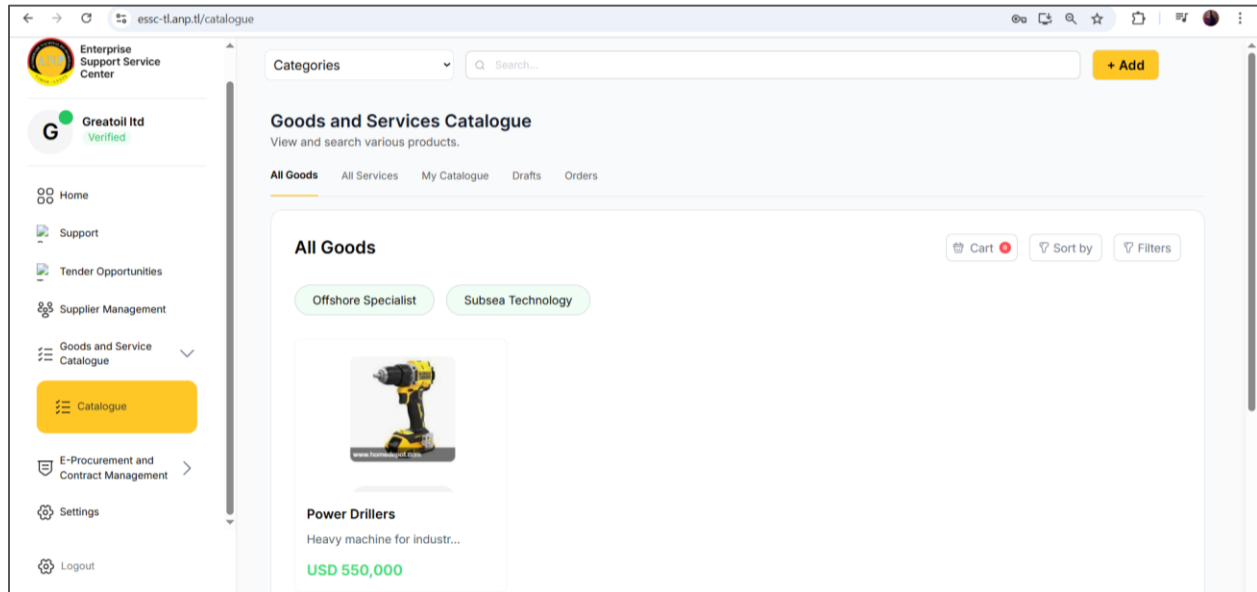 essc-tl.anp.tl/catalogue
Enterprise
Support Service
Center
G
Greatoil ltd
Verified
Home
Support
Tender Opportunities
Supplier Management
Goods and Service
Catalogue
Catalogue
E-Procurement and
Contract Management
Settings
Logout
Categories
Search...
+ Add
Goods and Services Catalogue
View and search various products.
All Goods
All Services
My Catalogue
Drafts
Orders
All Goods
Cart
Sort by
Filters
Offshore Specialist
Subsea Technology
www.homedepot.com
Power Drillers
Heavy machine for industr...
USD 550,000